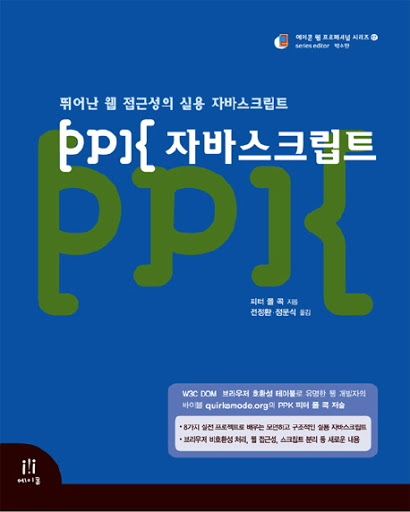 에이콘 웹 프로페셔널 시리즈 07
series editor 박수만
뛰어난 웹 접근성의 실용 자바스크립트
ppk 자바스크립트
ppk
피터 폴 콕 지음
전정환·정문식 옮김
W3C DOM 브라우저 호환성 테이블로 유명한 웹 개발자의
바이블 quirksmode.org의 PPK 피터 폴 콕 저술
• 8가지 실전 프로젝트로 배우는 모던하고 구조적인 실용 자바스크립트
• 브라우저 비호환성 처리, 웹 접근성, 스크립트 분리 등 새로운 내용
에이콘